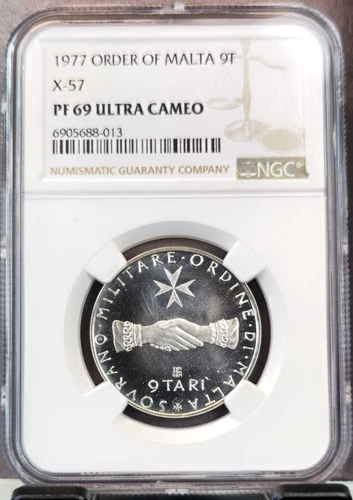 1977 ORDER OF MALTA 9T
X-57
PF 69 ULTRA CAMEO
6905688-013
NUMISMATIC GUARANTY COMPANY NGC
SOVRANO · MILITARE · ORDINE · DI · MALTA
9 TARI